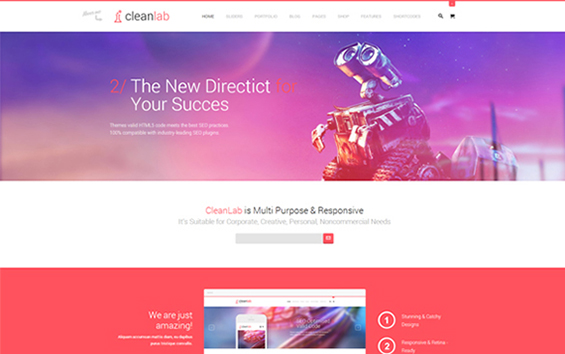 cleanlab
HOME SLIDERS PORTFOLIO BLOG PAGES SHOP FEATURES SHORTCODES
2/ The New Directict for
Your Succes
Themes valid HTML5 code meets the best SEO practices.
100% compatible with industry-leading SEO plugins.
CleanLab is Multi Purpose & Responsive
It's Suitable for Corporate, Creative, Personal, Noncommercial Needs
We are just
amazing!
1 Stunning & Catchy
Designs
2 Responsive & Retina -
Ready